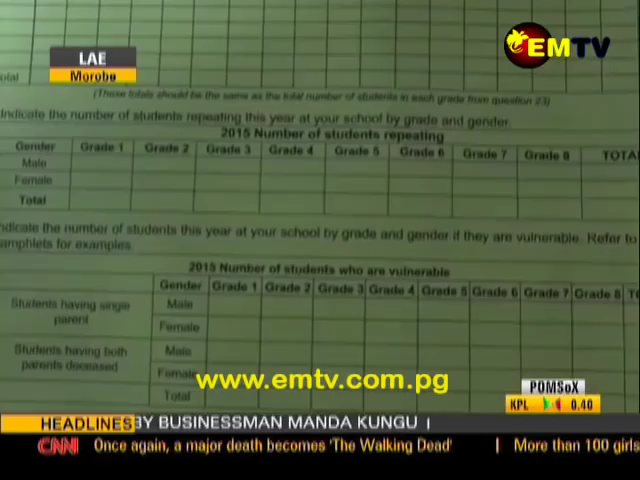 LAE
Morobe
EMTV
Total
(These totals should be the same as the total number of students in each grade from question 23)
Indicate the number of students repeating this year at your school by grade and gender.
2015 Number of students repeating
Gender Grade 1 Grade 2 Grade 3 Grade 4 Grade 5 Grade 6 Grade 7 Grade 8 TOTAL
Male
Female
Total
ndicate the number of students this year at your school by grade and gender if they are vulnerable. Refer to
amphlets for examples.
2015 Number of students who are vulnerable
Gender Grade 1 Grade 2 Grade 3 Grade 4 Grade 5 Grade 6 Grade 7 Grade 8 TO
Students having single parent
Male
Female
Students having both parents deceased
Male
Female
Total
www.emtv.com.pg
POMSoX
KPL 0.40
HEADLINES BY BUSINESSMAN MANDA KUNGU |
CNN Once again, a major death becomes 'The Walking Dead' | More than 100 girls